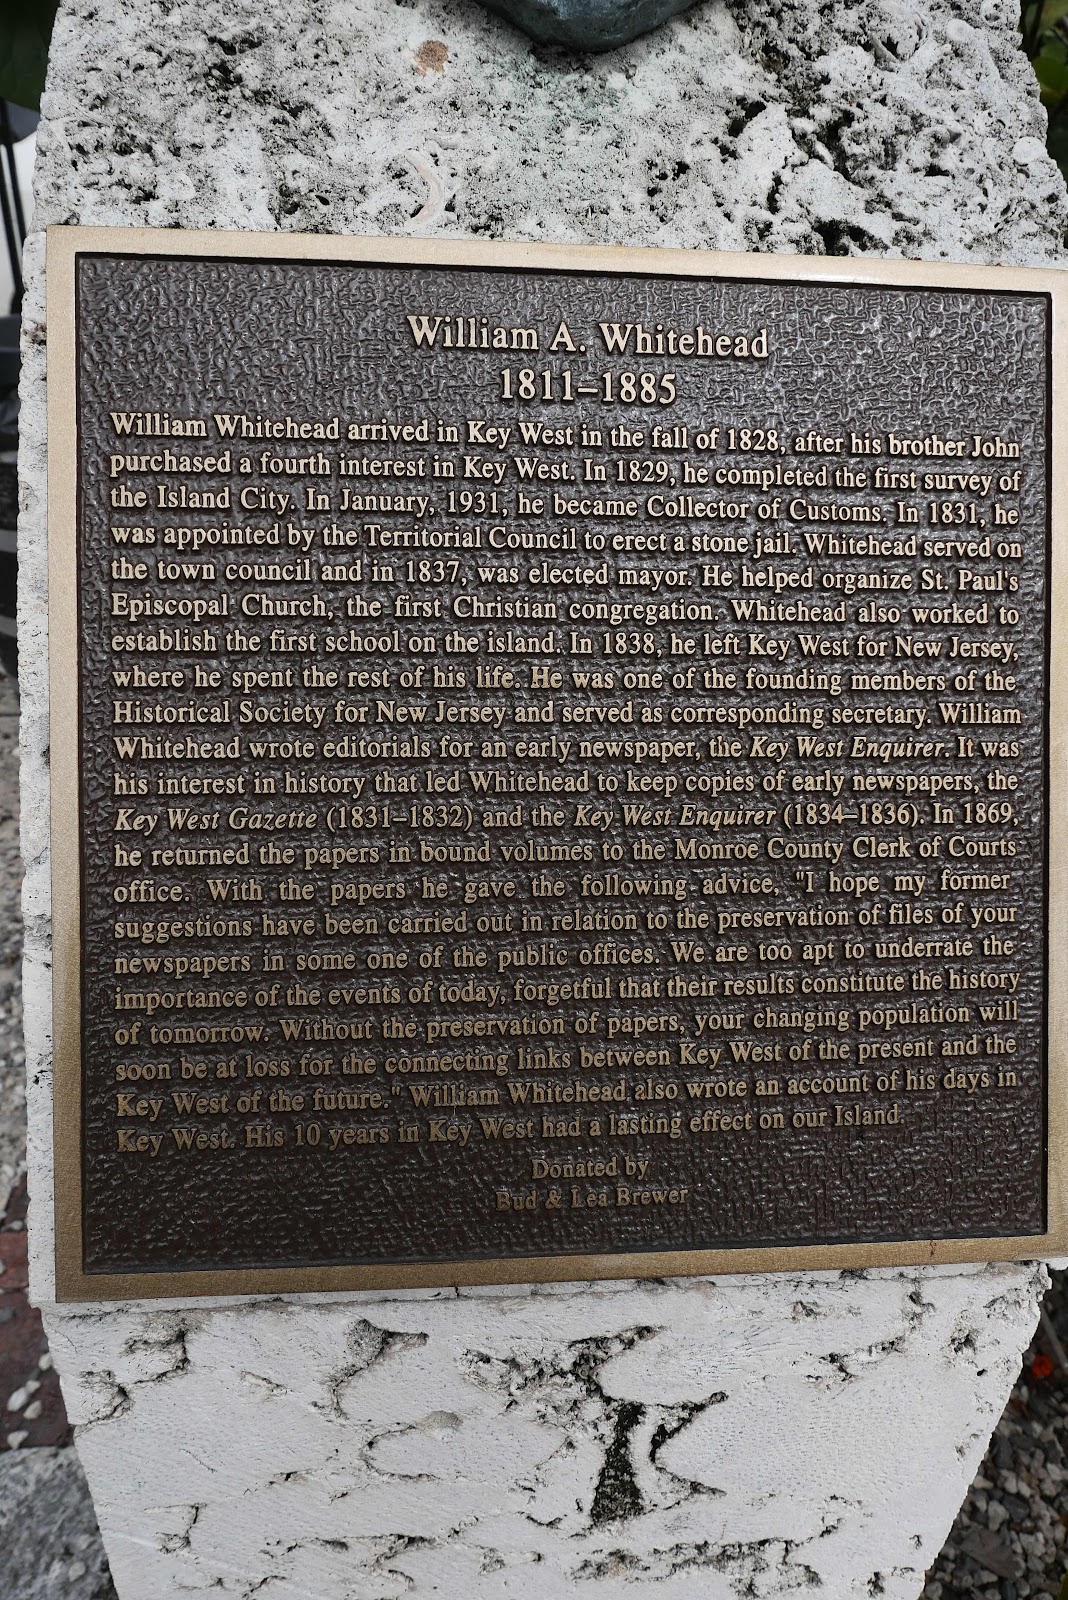 William A. Whitehead
1811–1885
William Whitehead arrived in Key West in the fall of 1828, after his brother John
purchased a fourth interest in Key West. In 1829, he completed the first survey of
the Island City. In January, 1931, he became Collector of Customs. In 1831, he
was appointed by the Territorial Council to erect a stone jail. Whitehead served on
the town council and in 1837, was elected mayor. He helped organize St. Paul's
Episcopal Church, the first Christian congregation. Whitehead also worked to
establish the first school on the island. In 1838, he left Key West for New Jersey,
where he spent the rest of his life. He was one of the founding members of the
Historical Society for New Jersey and served as corresponding secretary. William
Whitehead wrote editorials for an early newspaper, the Key West Enquirer. It was
his interest in history that led Whitehead to keep copies of early newspapers, the
Key West Gazette (1831–1832) and the Key West Enquirer (1834–1836). In 1869,
he returned the papers in bound volumes to the Monroe County Clerk of Courts
office. With the papers he gave the following advice, "I hope my former
suggestions have been carried out in relation to the preservation of files of your
newspapers in some one of the public offices. We are too apt to underrate the
importance of the events of today, forgetful that their results constitute the history
of tomorrow. Without the preservation of papers, your changing population will
soon be at loss for the connecting links between Key West of the present and the
Key West of the future." William Whitehead also wrote an account of his days in
Key West. His 10 years in Key West had a lasting effect on our Island.
Donated by
Bud & Lea Brewer